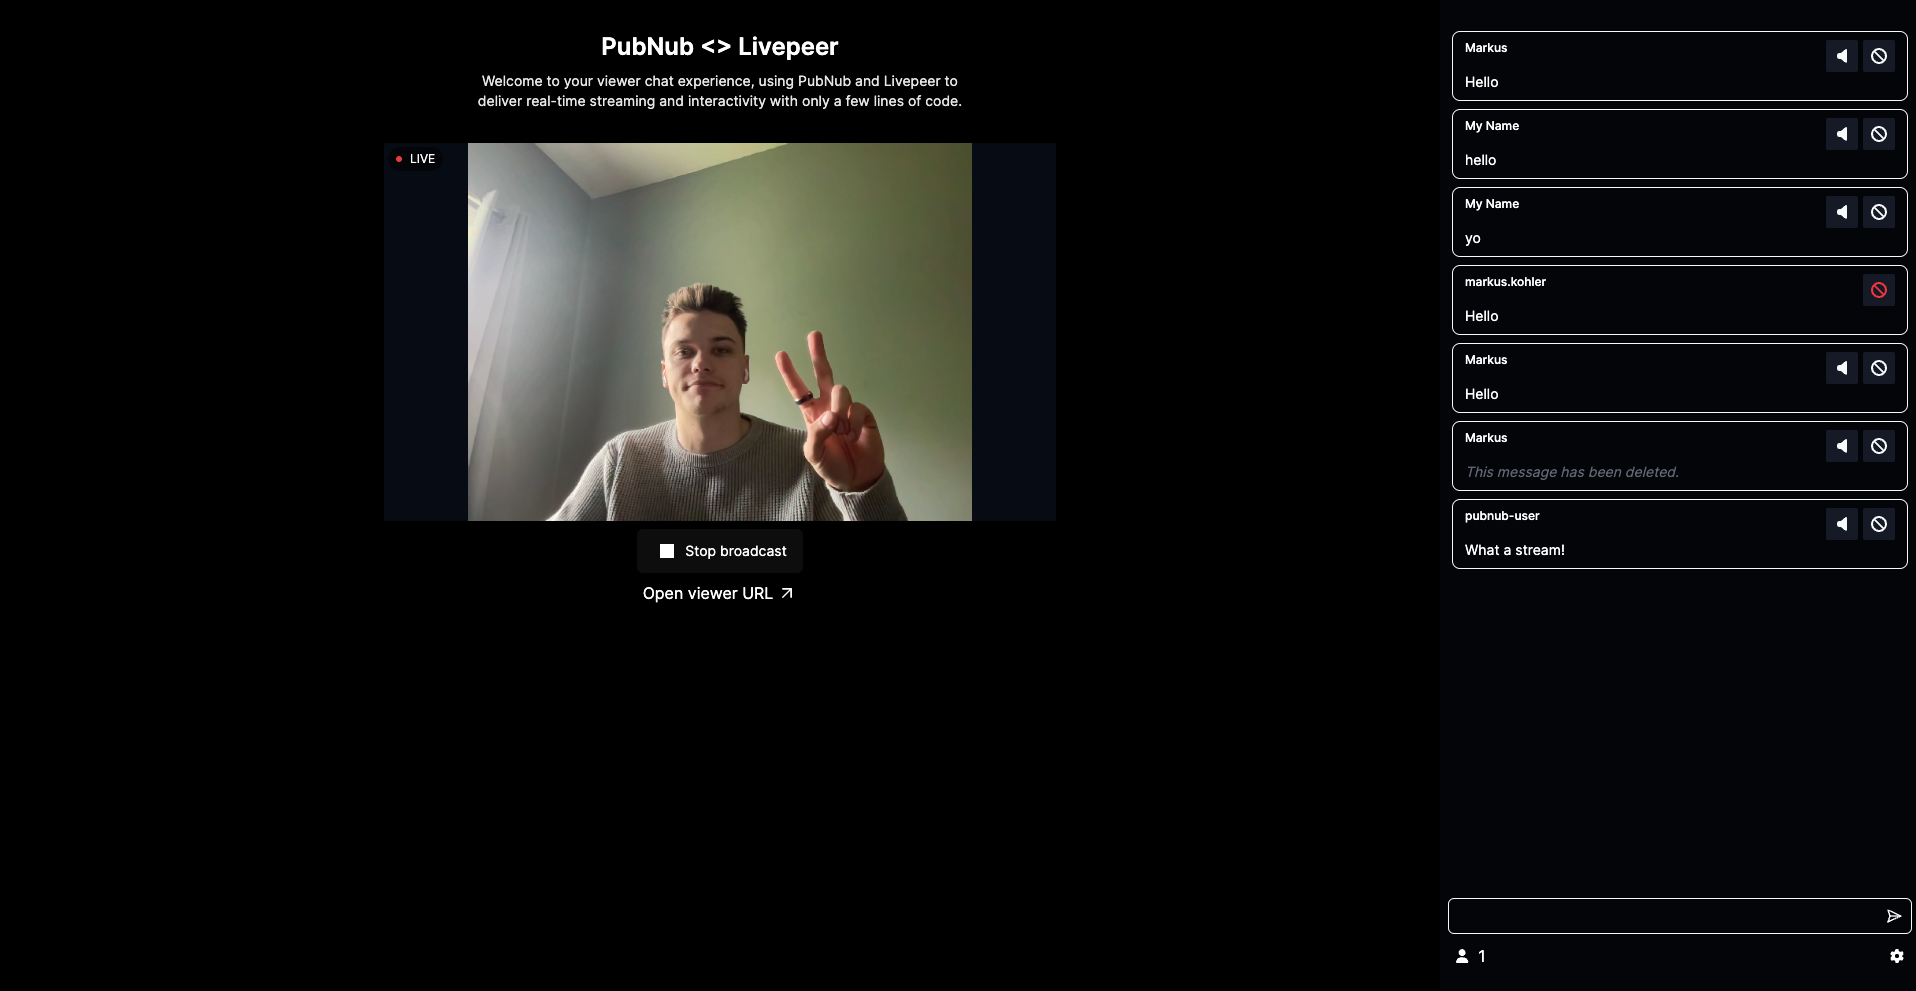 PubNub <> Livepeer
Welcome to your viewer chat experience, using PubNub and Livepeer to
deliver real-time streaming and interactivity with only a few lines of code.
LIVE
Stop broadcast
Open viewer URL
Markus
Hello
My Name
hello
My Name
yo
markus.kohler
Hello
Markus
Hello
Markus
This message has been deleted.
pubnub-user
What a stream!
1